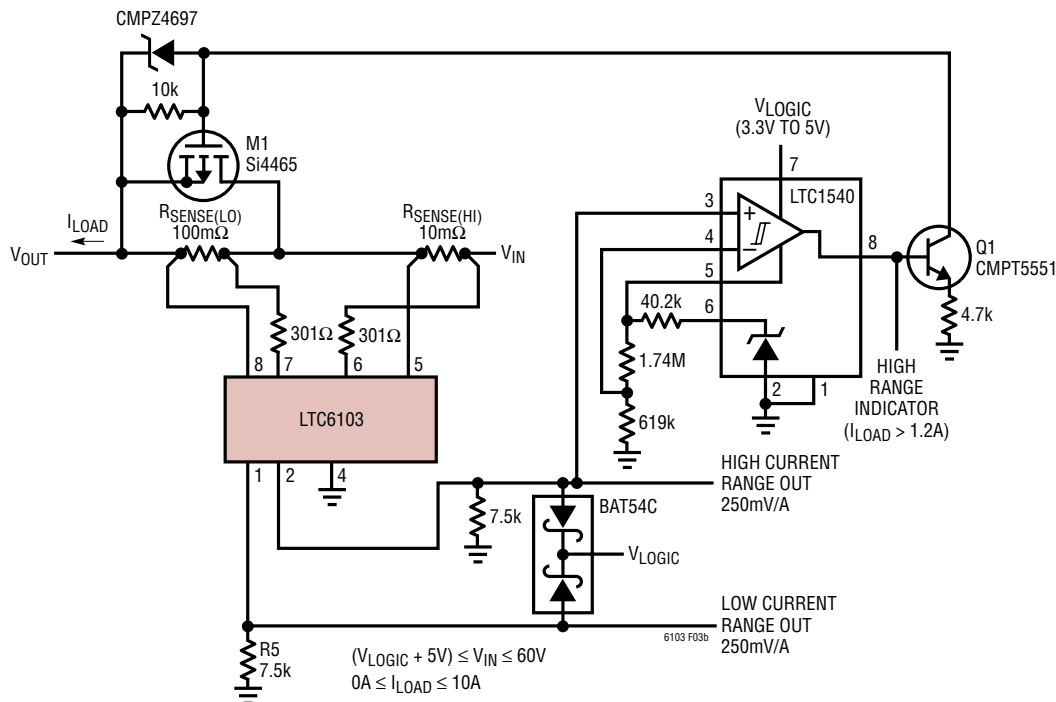 CMPZ4697
10k
M1
Si4465
VLOGIC
(3.3V TO 5V)
7
LTC1540
3
4
5
6
8
2
1
Q1
CMPT5551
4.7k
40.2k
1.74M
619k
HIGH
RANGE
INDICATOR
(ILOAD > 1.2A)
ILOAD
VOUT
RSENSE(LO)
100mΩ
RSENSE(HI)
10mΩ
VIN
301Ω
301Ω
8
7
6
5
LTC6103
1
2
4
7.5k
HIGH CURRENT
RANGE OUT
250mV/A
BAT54C
VLOGIC
LOW CURRENT
RANGE OUT
250mV/A
6103 F03b
R5
7.5k
(VLOGIC + 5V) ≤ VIN ≤ 60V
0A ≤ ILOAD ≤ 10A
+
−